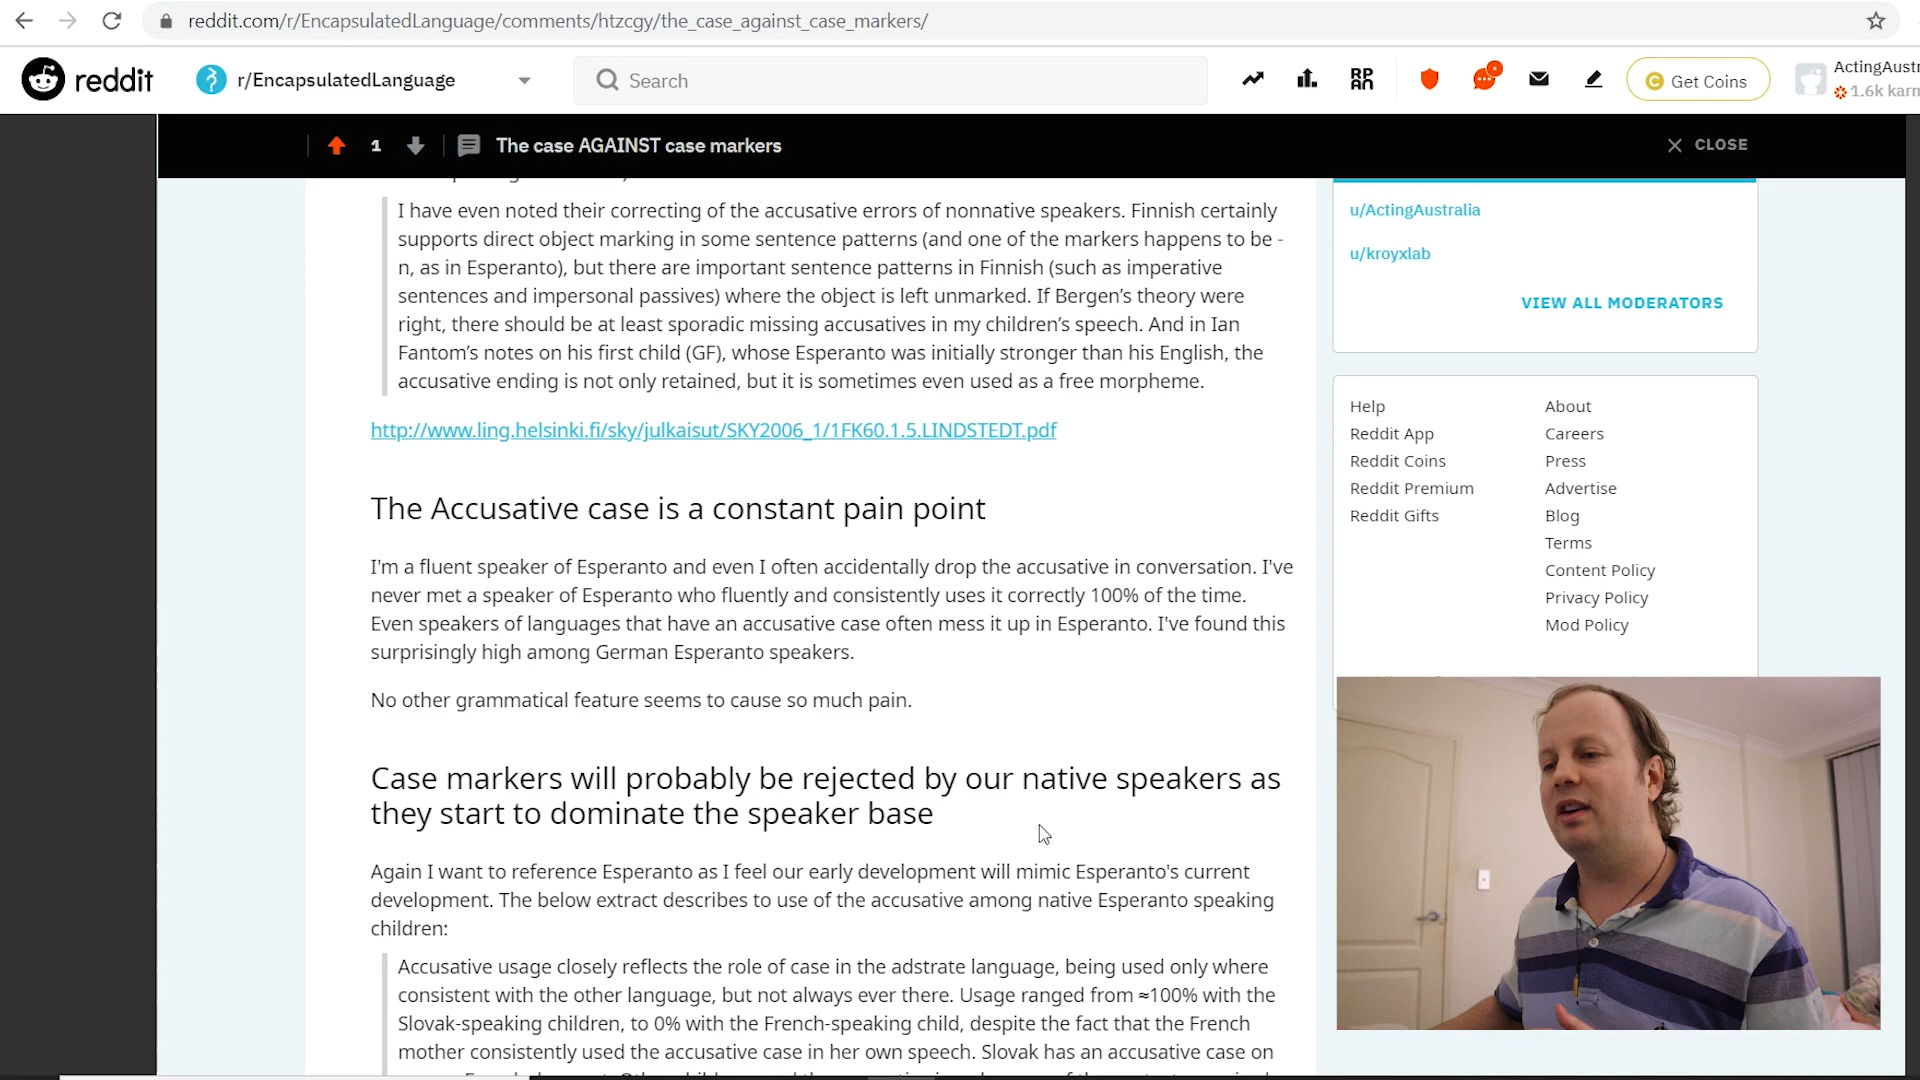 reddit.com/r/EncapsulatedLanguage/comments/htzcgy/the_case_against_case_markers/
reddit
r/EncapsulatedLanguage
Search
RPAN
Get Coins
ActingAustr
1.6k karm
1
The case AGAINST case markers
CLOSE
I have even noted their correcting of the accusative errors of nonnative speakers. Finnish certainly
supports direct object marking in some sentence patterns (and one of the markers happens to be -
n, as in Esperanto), but there are important sentence patterns in Finnish (such as imperative
sentences and impersonal passives) where the object is left unmarked. If Bergen's theory were
right, there should be at least sporadic missing accusatives in my children's speech. And in Ian
Fantom's notes on his first child (GF), whose Esperanto was initially stronger than his English, the
accusative ending is not only retained, but it is sometimes even used as a free morpheme.
http://www.ling.helsinki.fi/sky/julkaisut/SKY2006_1/1FK60.1.5.LINDSTEDT.pdf
The Accusative case is a constant pain point
I'm a fluent speaker of Esperanto and even I often accidentally drop the accusative in conversation. I've
never met a speaker of Esperanto who fluently and consistently uses it correctly 100% of the time.
Even speakers of languages that have an accusative case often mess it up in Esperanto. I've found this
surprisingly high among German Esperanto speakers.
No other grammatical feature seems to cause so much pain.
Case markers will probably be rejected by our native speakers as
they start to dominate the speaker base
Again I want to reference Esperanto as I feel our early development will mimic Esperanto's current
development. The below extract describes to use of the accusative among native Esperanto speaking
children:
Accusative usage closely reflects the role of case in the adstrate language, being used only where
consistent with the other language, but not always ever there. Usage ranged from ≈100% with the
Slovak-speaking children, to 0% with the French-speaking child, despite the fact that the French
mother consistently used the accusative case in her own speech. Slovak has an accusative case on
u/ActingAustralia
u/kroyxlab
VIEW ALL MODERATORS
Help
Reddit App
Reddit Coins
Reddit Premium
Reddit Gifts
About
Careers
Press
Advertise
Blog
Terms
Content Policy
Privacy Policy
Mod Policy